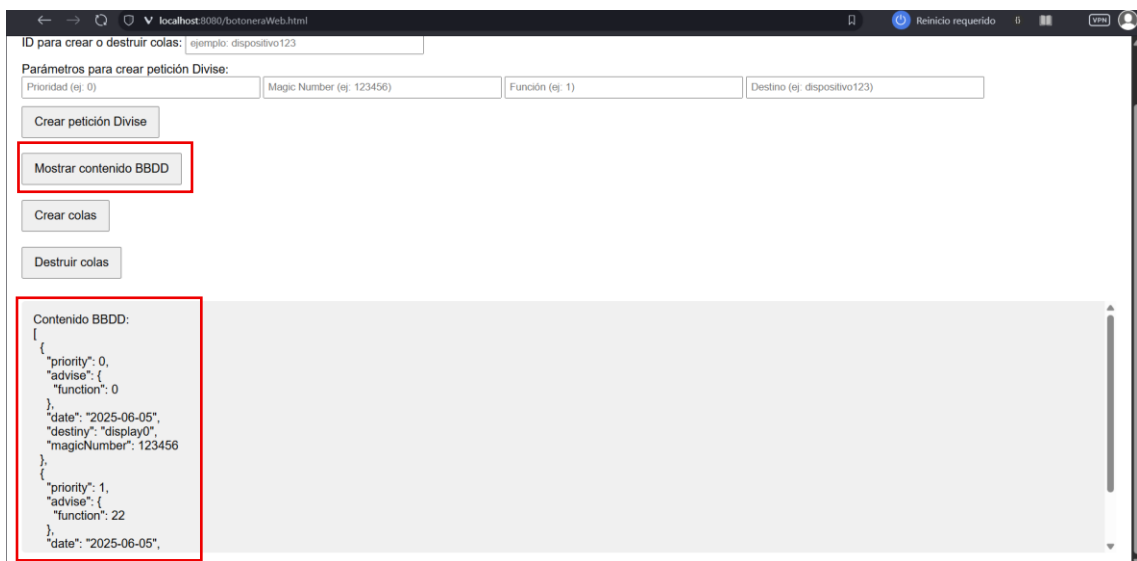 localhost:8080/botoneraWeb.html Reinicio requerido VPN
ID para crear o destruir colas: ejemplo: dispositivo123
Parámetros para crear petición Divise:
Prioridad (ej: 0) Magic Number (ej: 123456) Función (ej: 1) Destino (ej: dispositivo123)
Crear petición Divise
Mostrar contenido BBDD
Crear colas
Destruir colas
Contenido BBDD:
[
{
"priority": 0,
"advise": {
"function": 0
},
"date": "2025-06-05",
"destiny": "display0",
"magicNumber": 123456
},
{
"priority": 1,
"advise": {
"function": 22
},
"date": "2025-06-05",